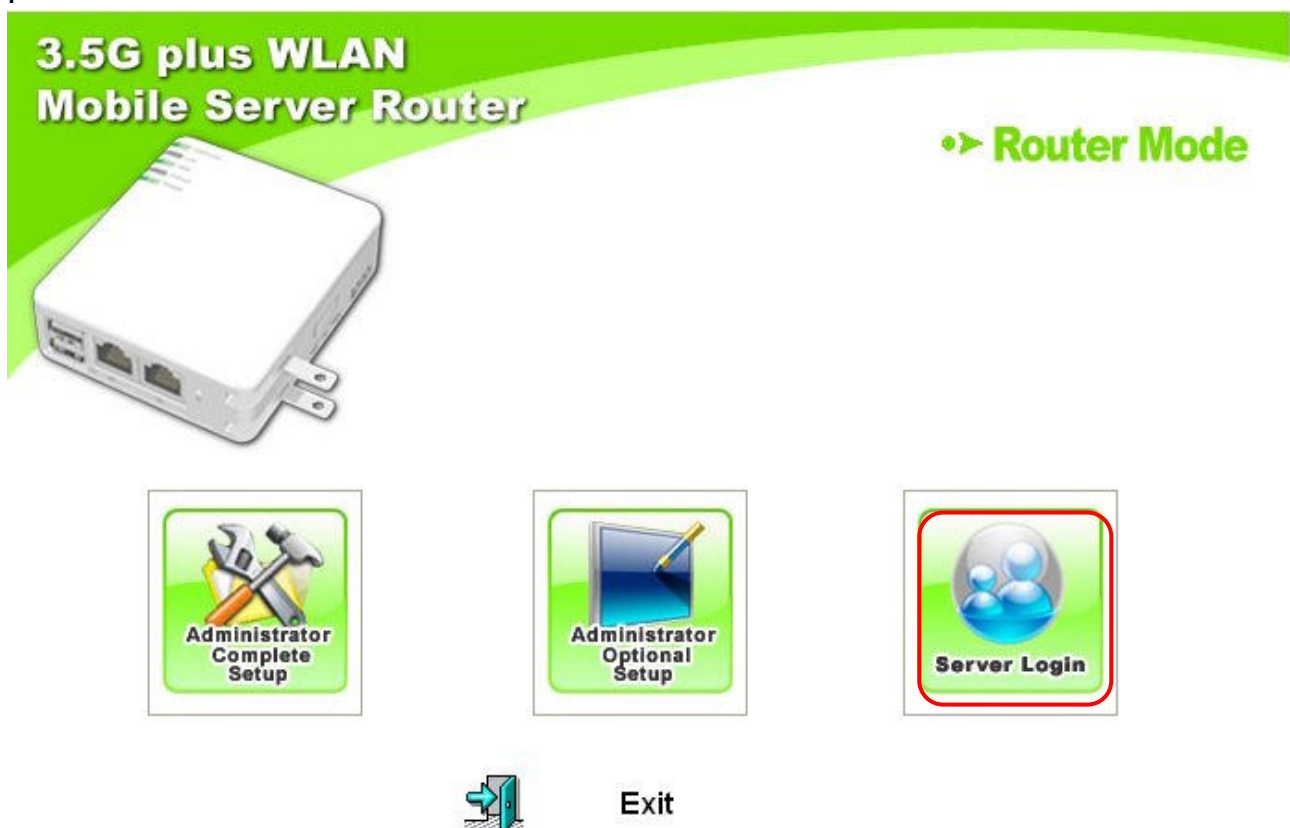 3.5G plus WLAN
Mobile Server Router
Router Mode
Administrator
Complete
Setup
Administrator
Optional
Setup
Server Login
Exit